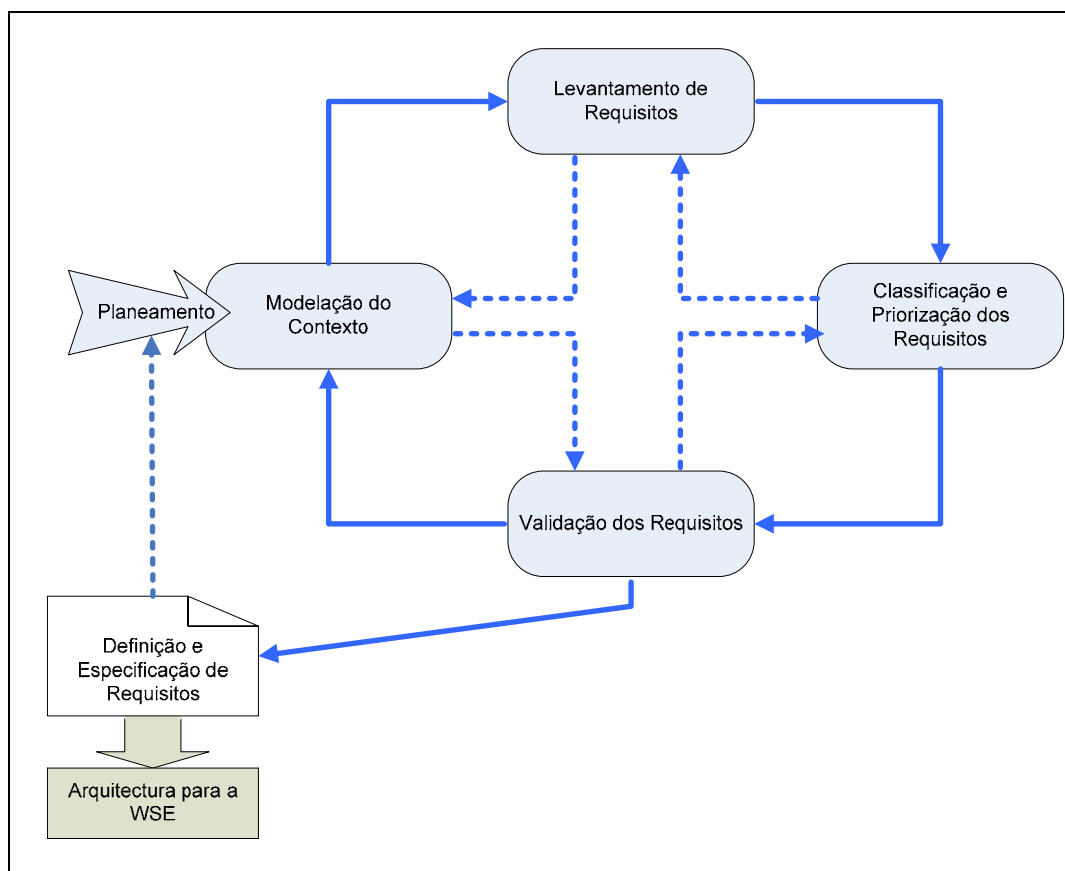 Levantamento de
Requisitos
Planeamento
Modelação do
Contexto
Classificação e
Priorização dos
Requisitos
Validação dos Requisitos
Definição e
Especificação de
Requisitos
Arquitectura para a
WSE